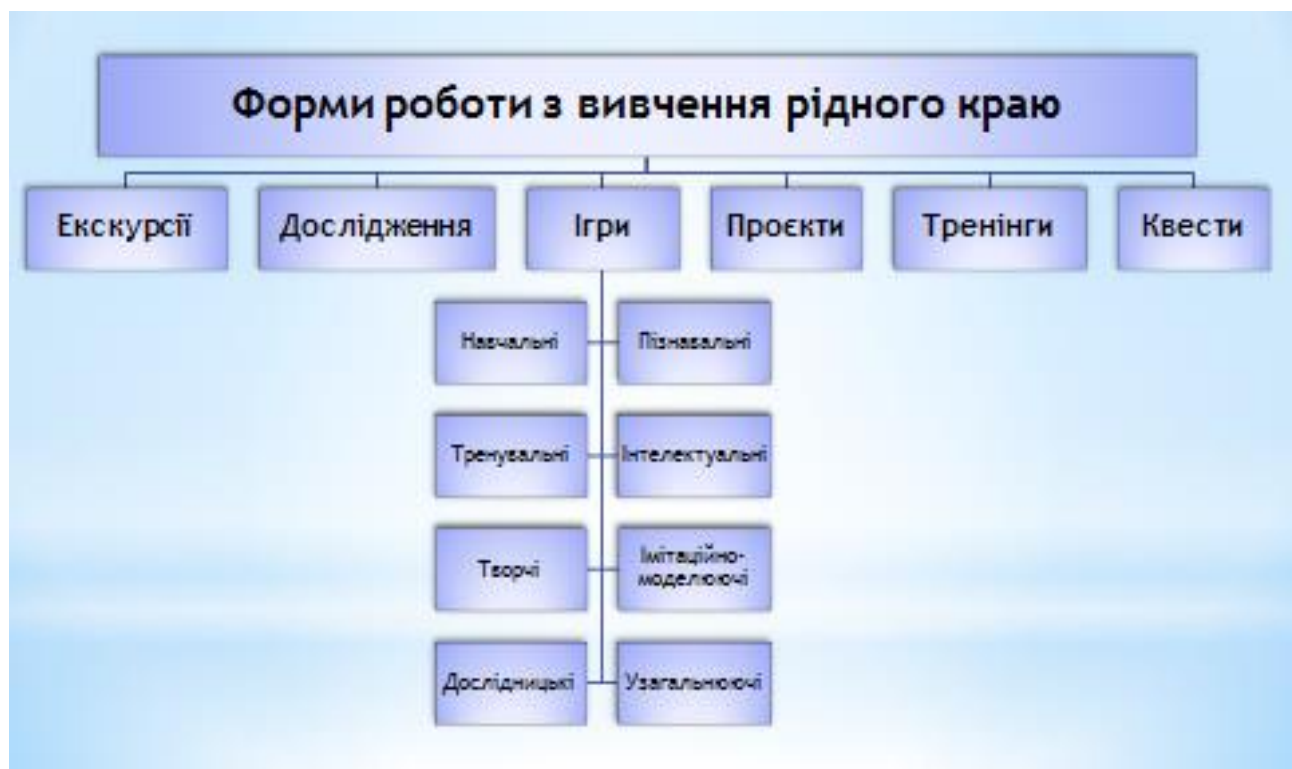 Форми роботи з вивчення рідного краю
Екскурсії
Дослідження
Ігри
Проєкти
Тренінги
Квести
Навчальні
Пізнавальні
Тренувальні
Інтелектуальні
Творчі
Імітаційно-
моделюючі
Дослідницькі
Узагальнюючі